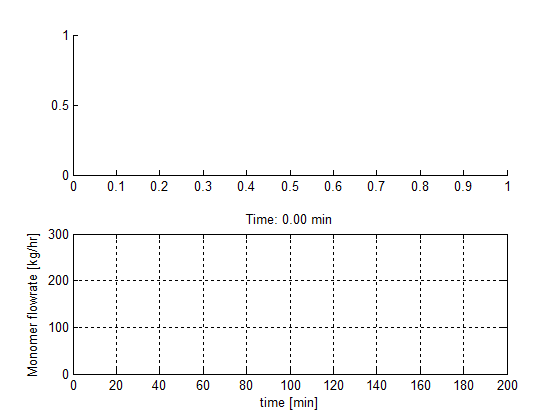 1
0.5
0
0 0.1 0.2 0.3 0.4 0.5 0.6 0.7 0.8 0.9 1
Time: 0.00 min
Monomer flowrate [kg/hr]
300
200
100
0
0 20 40 60 80 100 120 140 160 180 200
time [min]